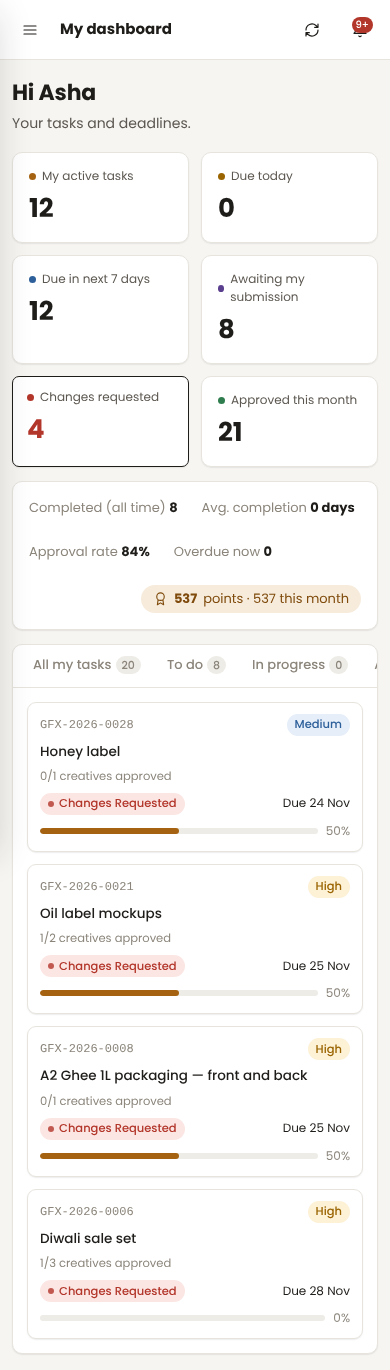 My dashboard
9+
Hi Asha
Your tasks and deadlines.
My active tasks
12
Due today
0
Due in next 7 days
12
Awaiting my
submission
8
Changes requested
4
Approved this month
21
Completed (all time) 8 Avg. completion 0 days
Approval rate 84% Overdue now 0
537 points · 537 this month
All my tasks 20 To do 8 In progress 0
GFX-2026-0028 Medium
Honey label
0/1 creatives approved
Changes Requested Due 24 Nov
50%
GFX-2026-0021 High
Oil label mockups
1/2 creatives approved
Changes Requested Due 25 Nov
50%
GFX-2026-0008 High
A2 Ghee 1L packaging — front and back
0/1 creatives approved
Changes Requested Due 25 Nov
50%
GFX-2026-0006 High
Diwali sale set
1/3 creatives approved
Changes Requested Due 28 Nov
0%